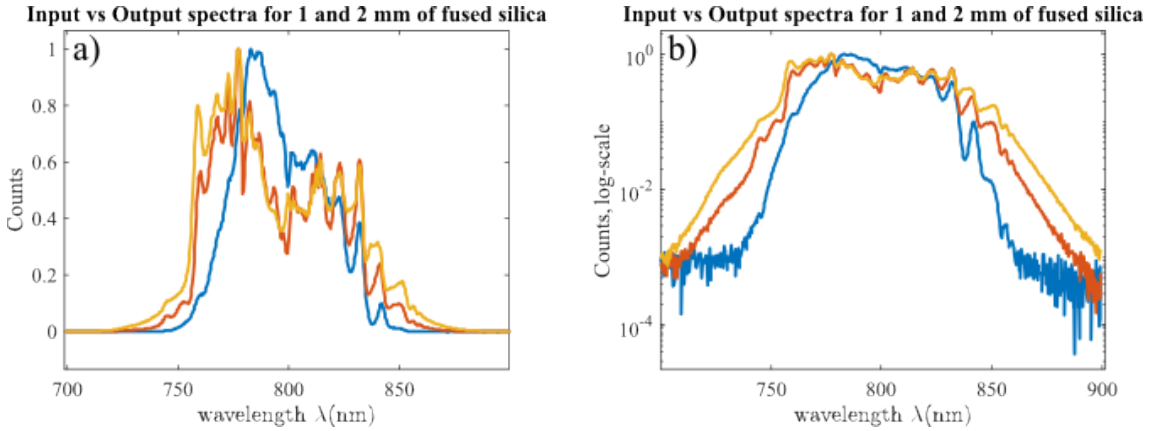 Input vs Output spectra for 1 and 2 mm of fused silica
a)
Counts
1
0.8
0.6
0.4
0.2
0
700
750
800
850
wavelength λ(nm)
Input vs Output spectra for 1 and 2 mm of fused silica
b)
Counts, log-scale
10⁰
10⁻²
10⁻⁴
750
800
850
900
wavelength λ(nm)